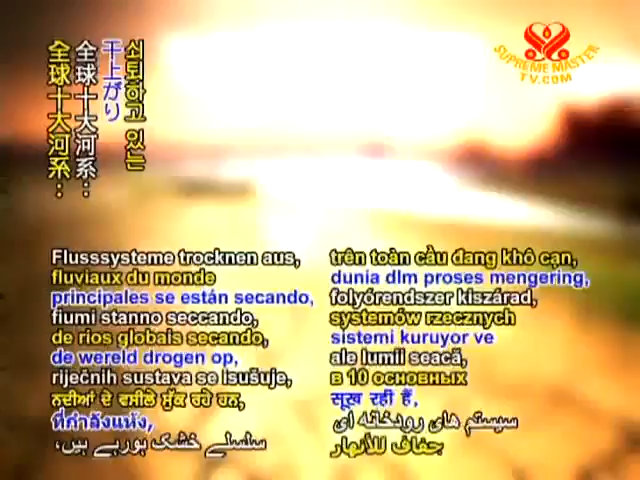 쇠퇴하고 있는
干上がり
全球十大河系…
全球十大河系…
SUPREME MASTER
TV.COM
Flusssysteme trocknen aus,
fluviaux du monde
principales se están secando,
fiumi stanno seccando,
de rios globais secando,
de wereld drogen op,
riječnih sustava se isušuje,
ਨਦੀਆਂ ਦੇ ਵਸੀਲੇ ਸੁੱਕ ਰਹੇ ਹਨ,
ที่กำลังแห้ง,
سلسلے خشک ہورہے ہیں،
trên toàn cầu đang khô cạn,
dunia dlm proses mengering,
folyórendszer kiszárad,
systemów rzecznych
sistemi kuruyor ve
ale lumii seacă,
в 10 основных
सूख रही हैं,
سیستم های رودخانه ای
جفاف للأنهار